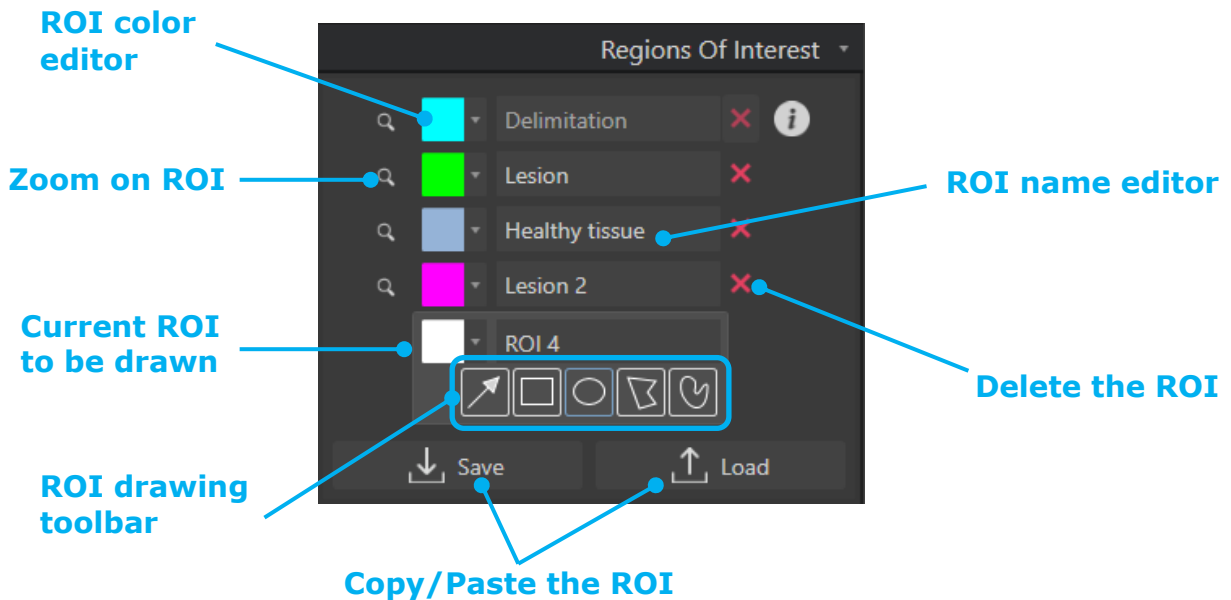 ROI color
editor
Regions Of Interest
Delimitation
i
Zoom on ROI
Lesion
ROI name editor
Healthy tissue
Lesion 2
Current ROI
to be drawn
ROI 4
Delete the ROI
Save
Load
ROI drawing
toolbar
Copy/Paste the ROI